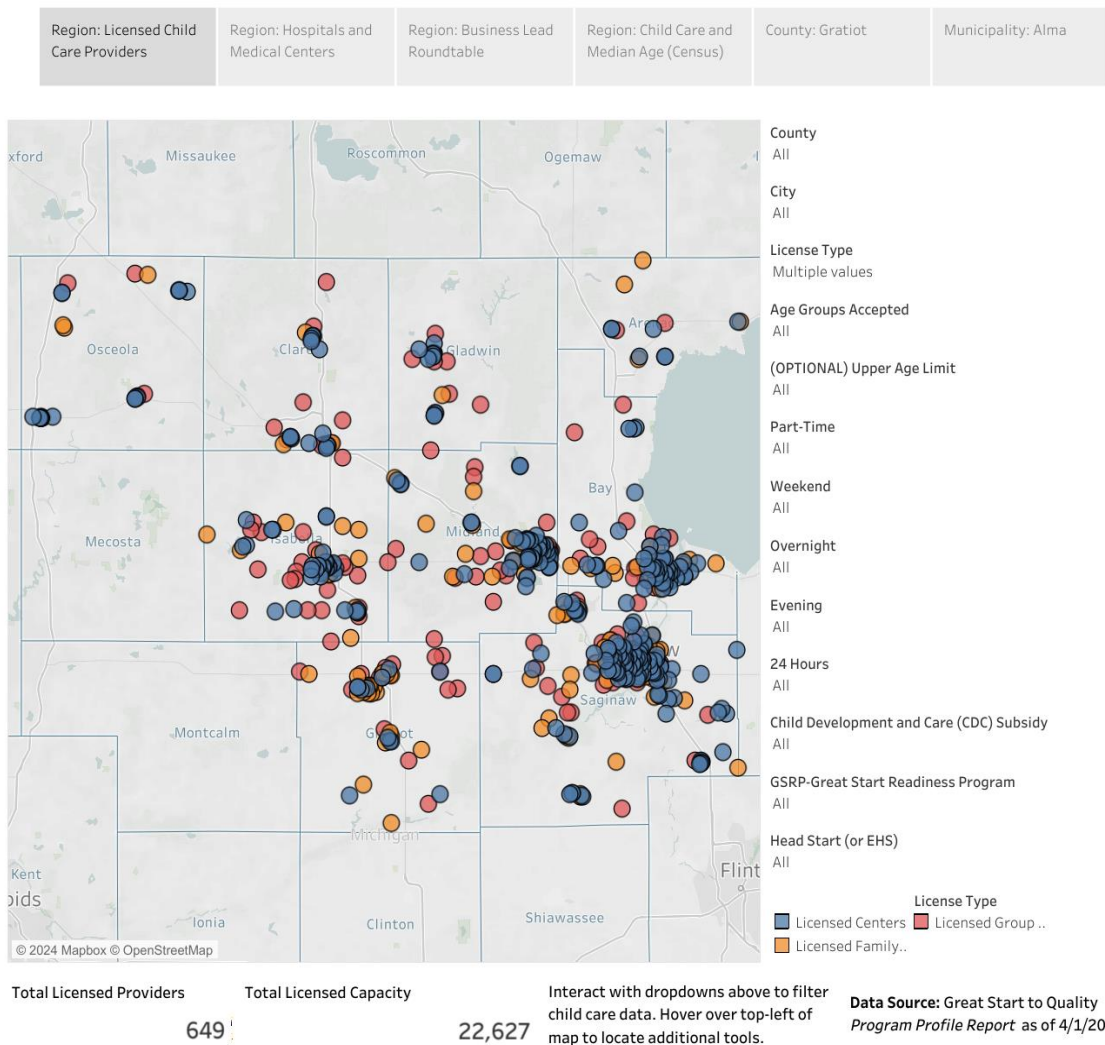 Region: Licensed Child
Care Providers
Region: Hospitals and
Medical Centers
Region: Business Lead
Roundtable
Region: Child Care and
Median Age (Census)
County: Gratiot
Municipality: Alma
xford
Missaukee
Roscommon
Ogemaw
Osceola
Clare
Gladwin
Mecosta
Isabella
Midland
Bay
Montcalm
Saginaw
Michigan
Kent
Ionia
Clinton
Shiawassee
Flint
© 2024 Mapbox © OpenStreetMap
County
All
City
All
License Type
Multiple values
Age Groups Accepted
All
(OPTIONAL) Upper Age Limit
All
Part-Time
All
Weekend
All
Overnight
All
Evening
All
24 Hours
All
Child Development and Care (CDC) Subsidy
All
GSRP-Great Start Readiness Program
All
Head Start (or EHS)
All
License Type
Licensed Centers
Licensed Group ..
Licensed Family..
Total Licensed Providers
649
Total Licensed Capacity
22,627
Interact with dropdowns above to filter
child care data. Hover over top-left of
map to locate additional tools.
Data Source: Great Start to Quality
Program Profile Report as of 4/1/20